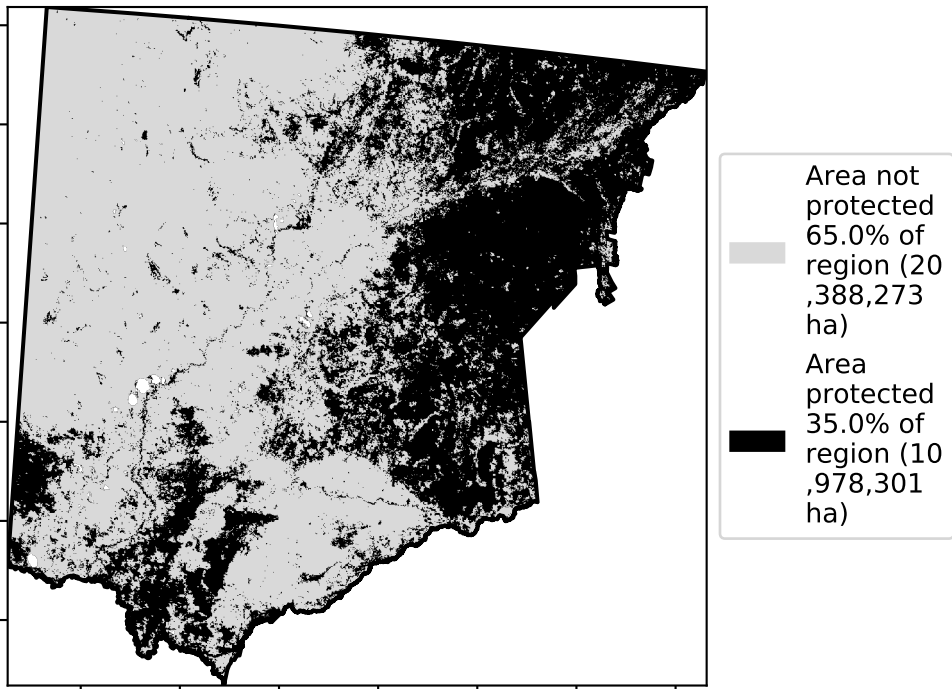 Area not
protected
65.0% of
region (20
,388,273
ha)
Area
protected
35.0% of
region (10
,978,301
ha)